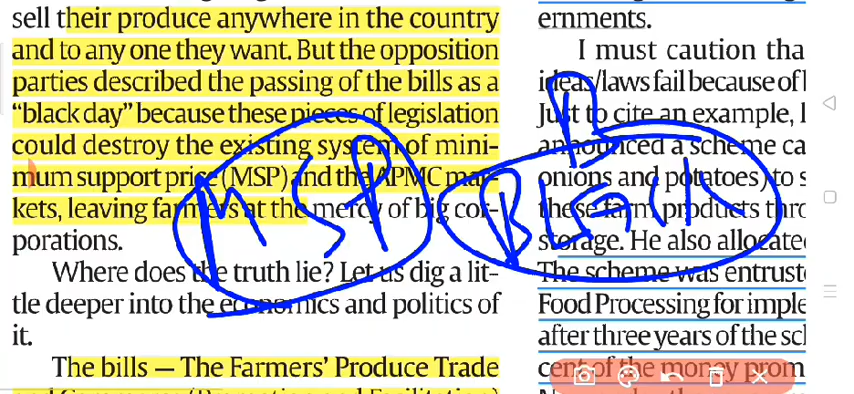 sell their produce anywhere in the country
and to any one they want. But the opposition
parties described the passing of the bills as a
“black day” because these pieces of legislation
could destroy the existing system of mini-
mum support price (MSP) and the APMC mar-
kets, leaving farmers at the mercy of big cor-
porations.
Where does the truth lie? Let us dig a lit-
tle deeper into the economics and politics of
it.
The bills — The Farmers’ Produce Trade
ernments.
I must caution tha
ideas/laws fail because of
Just to cite an example,
announced a scheme ca
onions and potatoes) to s
these farm products thro
storage. He also allocate
The scheme was entrust
Food Processing for imple
after three years of the sc
cent of the money prom
MSP
B
Black